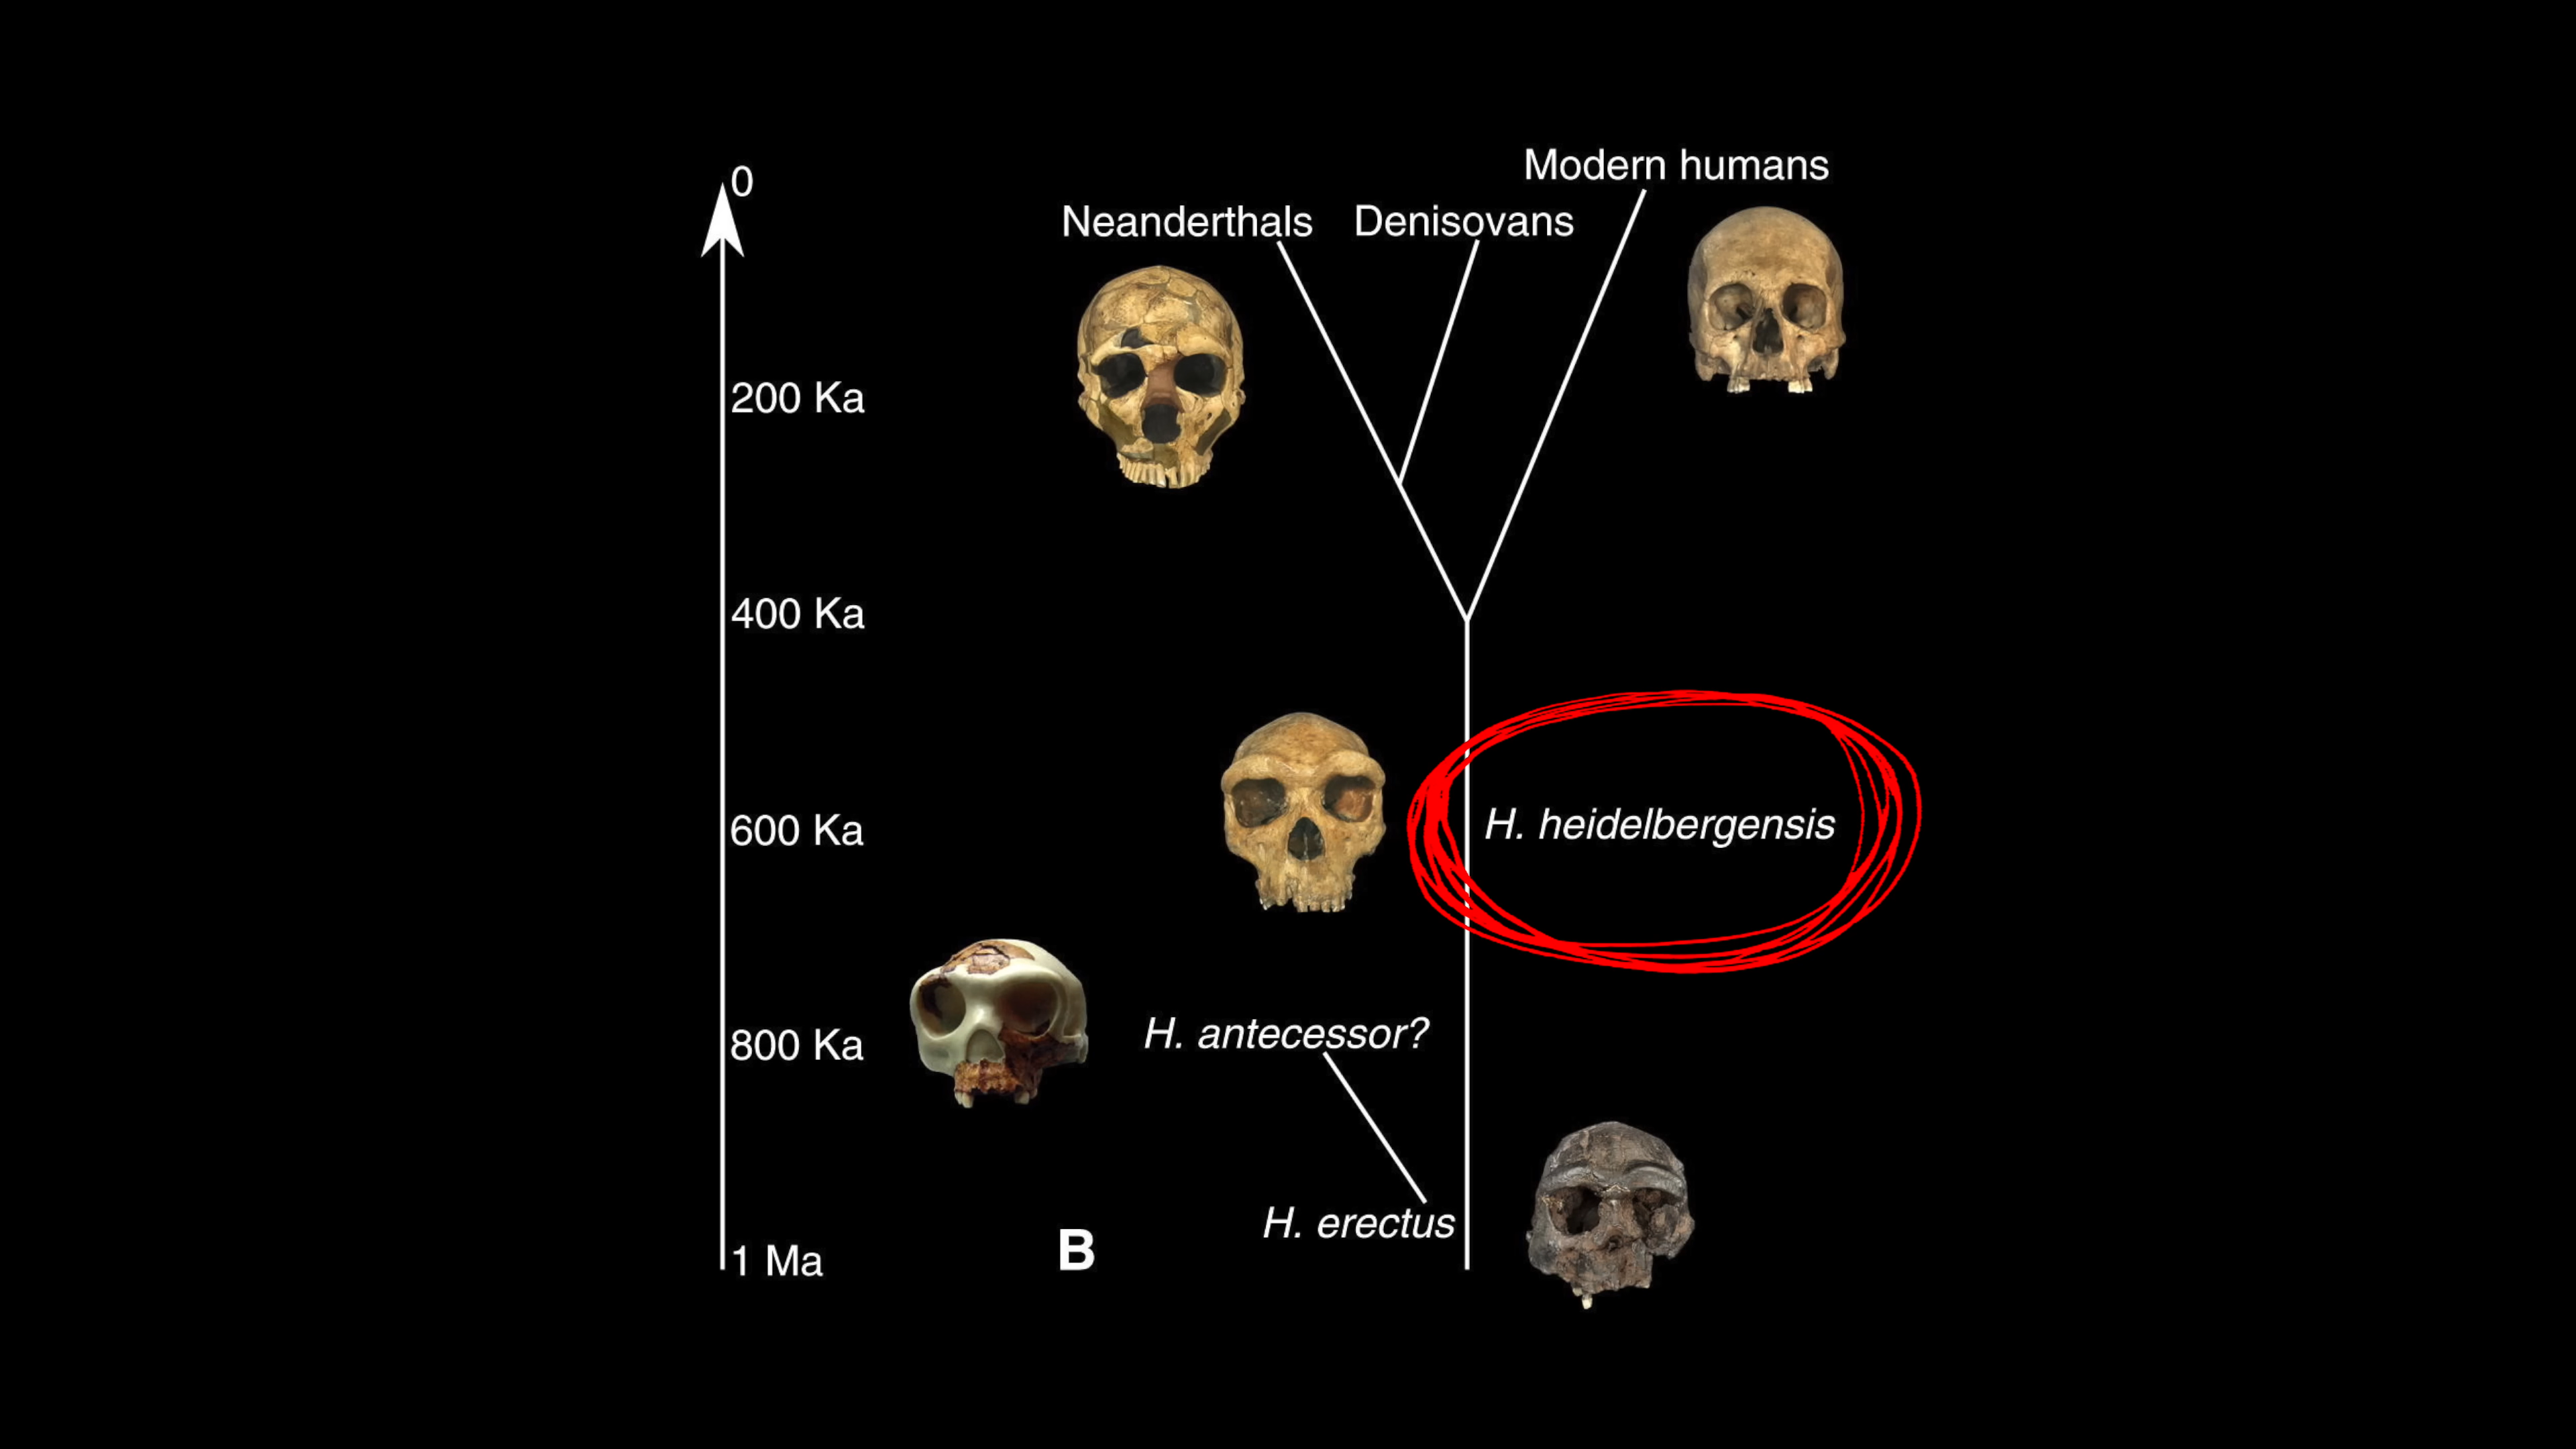 0
Modern humans
Neanderthals
Denisovans
200 Ka
400 Ka
600 Ka
H. heidelbergensis
800 Ka
H. antecessor?
H. erectus
B
1 Ma